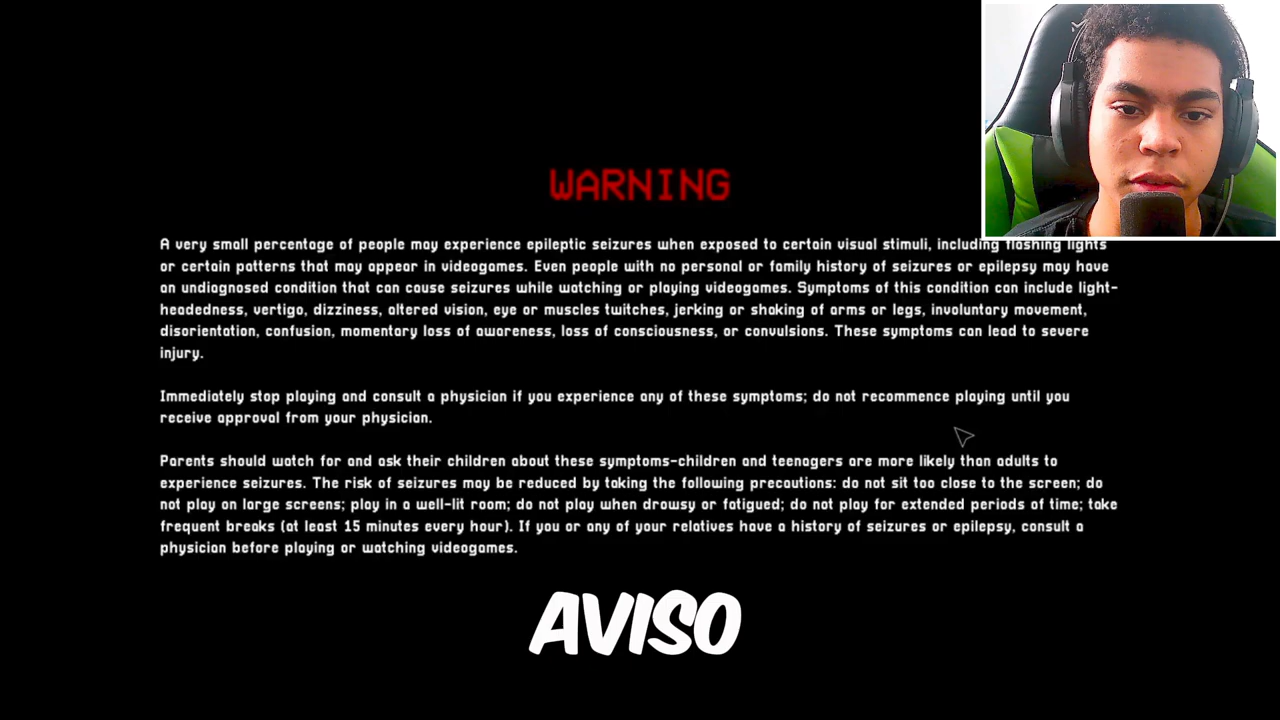 WARNING
A very small percentage of people may experience epileptic seizures when exposed to certain visual stimuli, including flashing lights
or certain patterns that may appear in videogames. Even people with no personal or family history of seizures or epilepsy may have
an undiagnosed condition that can cause seizures while watching or playing videogames. Symptoms of this condition can include light-
headedness, vertigo, dizziness, altered vision, eye or muscles twitches, jerking or shaking of arms or legs, involuntary movement,
disorientation, confusion, momentary loss of awareness, loss of consciousness, or convulsions. These symptoms can lead to severe
injury.
Immediately stop playing and consult a physician if you experience any of these symptoms; do not recommence playing until you
receive approval from your physician.
Parents should watch for and ask their children about these symptoms-children and teenagers are more likely than adults to
experience seizures. The risk of seizures may be reduced by taking the following precautions: do not sit too close to the screen; do
not play on large screens; play in a well-lit room; do not play when drowsy or fatigued; do not play for extended periods of time; take
frequent breaks (at least 15 minutes every hour). If you or any of your relatives have a history of seizures or epilepsy, consult a
physician before playing or watching videogames.
AVISO